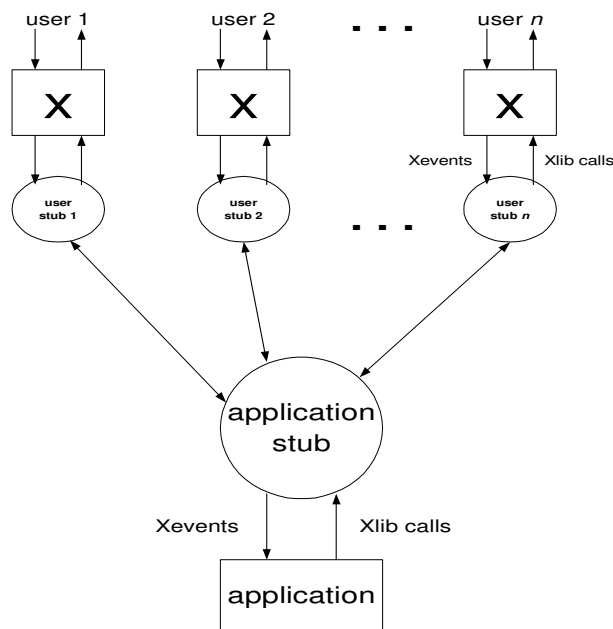 user 1 user 2 . . . user n
X X X
Xevents Xlib calls
user
stub 1
user
stub 2
. . .
user
stub n
application
stub
Xevents Xlib calls
application